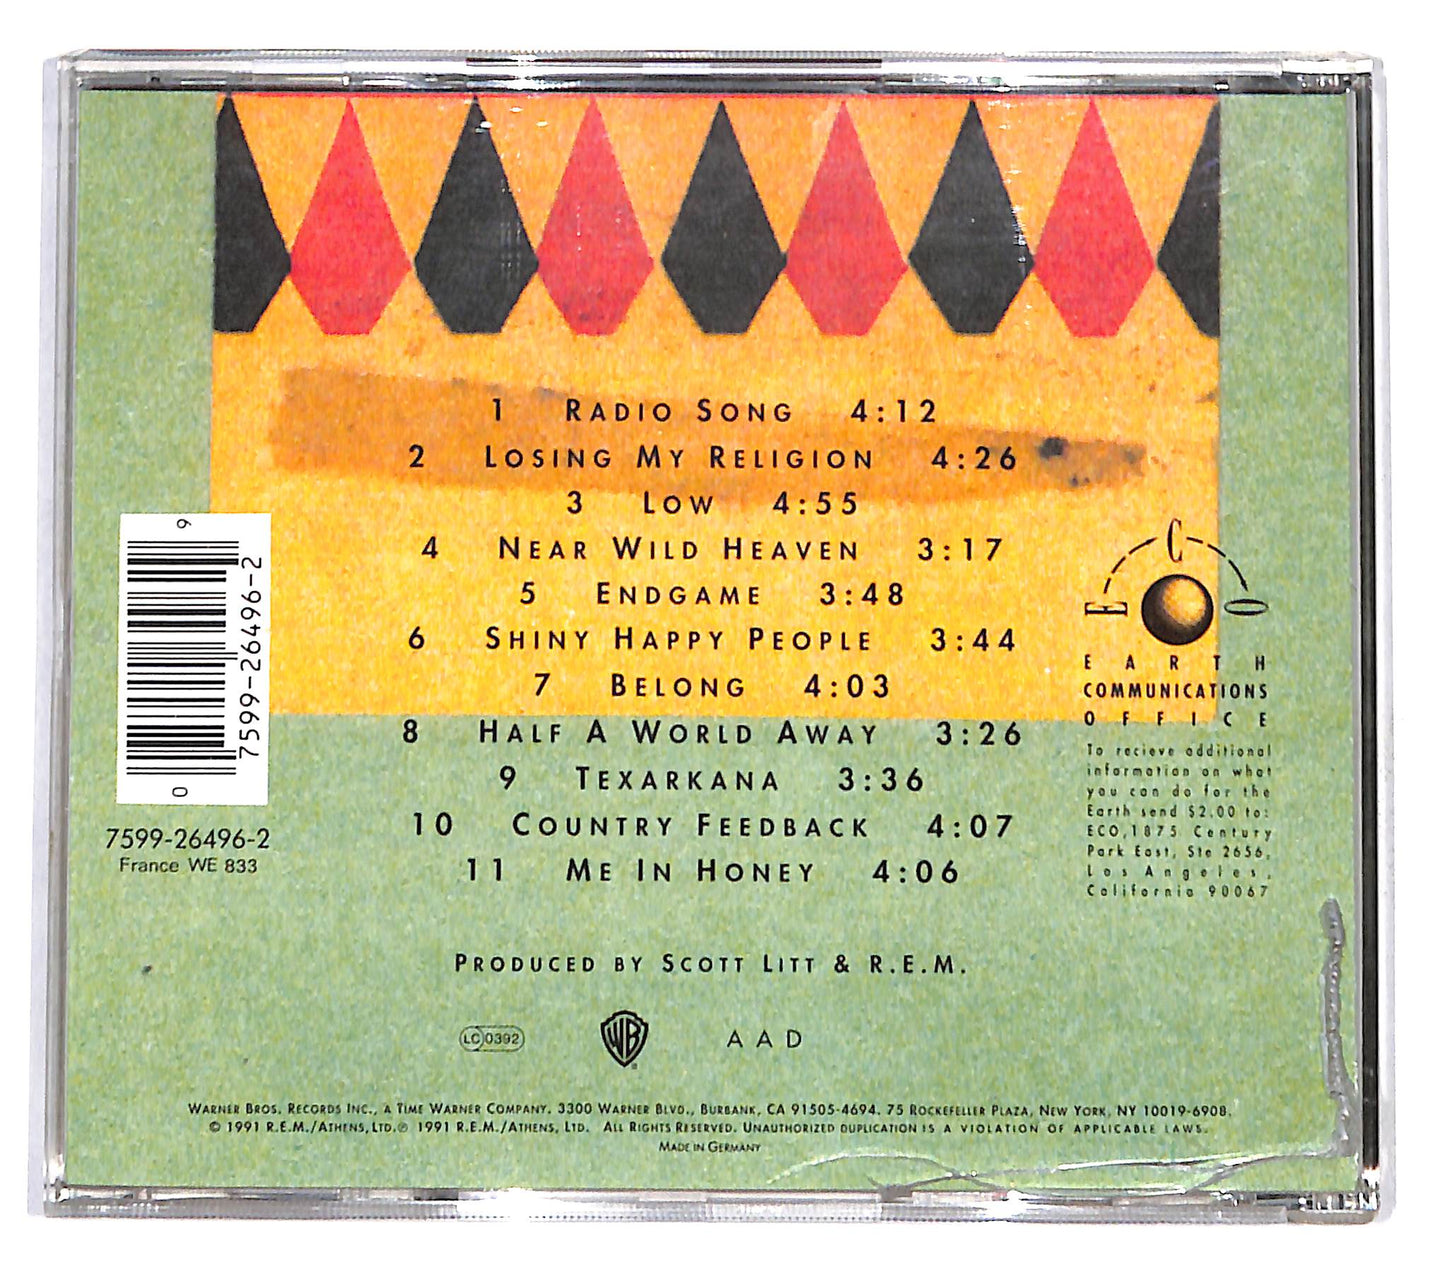 1 RADIO SONG 4:12
2 LOSING MY RELIGION 4:26
3 LOW 4:55
4 NEAR WILD HEAVEN 3:17
5 ENDGAME 3:48
6 SHINY HAPPY PEOPLE 3:44
7 BELONG 4:03
8 HALF A WORLD AWAY 3:26
9 TEXARKANA 3:36
10 COUNTRY FEEDBACK 4:07
11 ME IN HONEY 4:06
9
7599-26496-2
0
7599-26496-2
France WE 833
E C O
EARTH
COMMUNICATIONS
OFFICE
To recieve additional
information on what
you can do for the
Earth send $2.00 to:
ECO, 1875 Century
Park East, Ste 2656,
Los Angeles,
California 90067
PRODUCED BY SCOTT LITT & R.E.M.
LC 0392
WB
AAD
WARNER BROS. RECORDS INC., A TIME WARNER COMPANY. 3300 WARNER BLVD., BURBANK, CA 91505-4694. 75 ROCKEFELLER PLAZA, NEW YORK, NY 10019-6908.
© 1991 R.E.M./ATHENS, LTD. ℗ 1991 R.E.M./ATHENS, LTD. ALL RIGHTS RESERVED. UNAUTHORIZED DUPLICATION IS A VIOLATION OF APPLICABLE LAWS.
MADE IN GERMANY